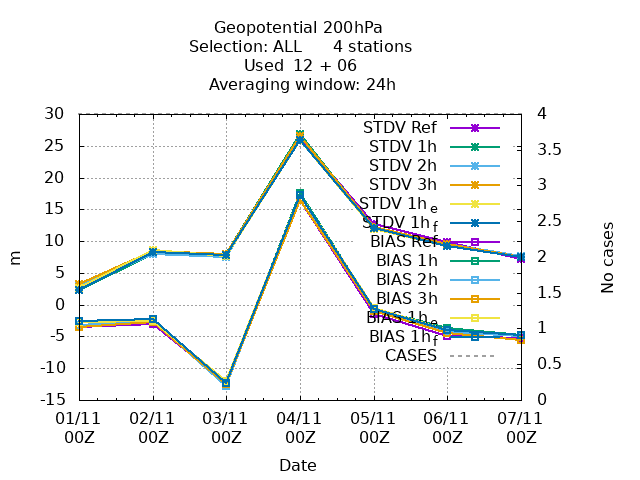 Geopotential 200hPa
Selection: ALL 4 stations
Used 12 + 06
Averaging window: 24h
30
25
20
15
10
5
0
-5
-10
-15
m
4
3.5
3
2.5
2
1.5
1
0.5
0
No cases
STDV Ref
STDV 1h
STDV 2h
STDV 3h
STDV 1h e
STDV 1h f
BIAS Ref
BIAS 1h
BIAS 2h
BIAS 3h
BIAS 1h e
BIAS 1h f
CASES
01/11 02/11 03/11 04/11 05/11 06/11 07/11
00Z 00Z 00Z 00Z 00Z 00Z 00Z
Date